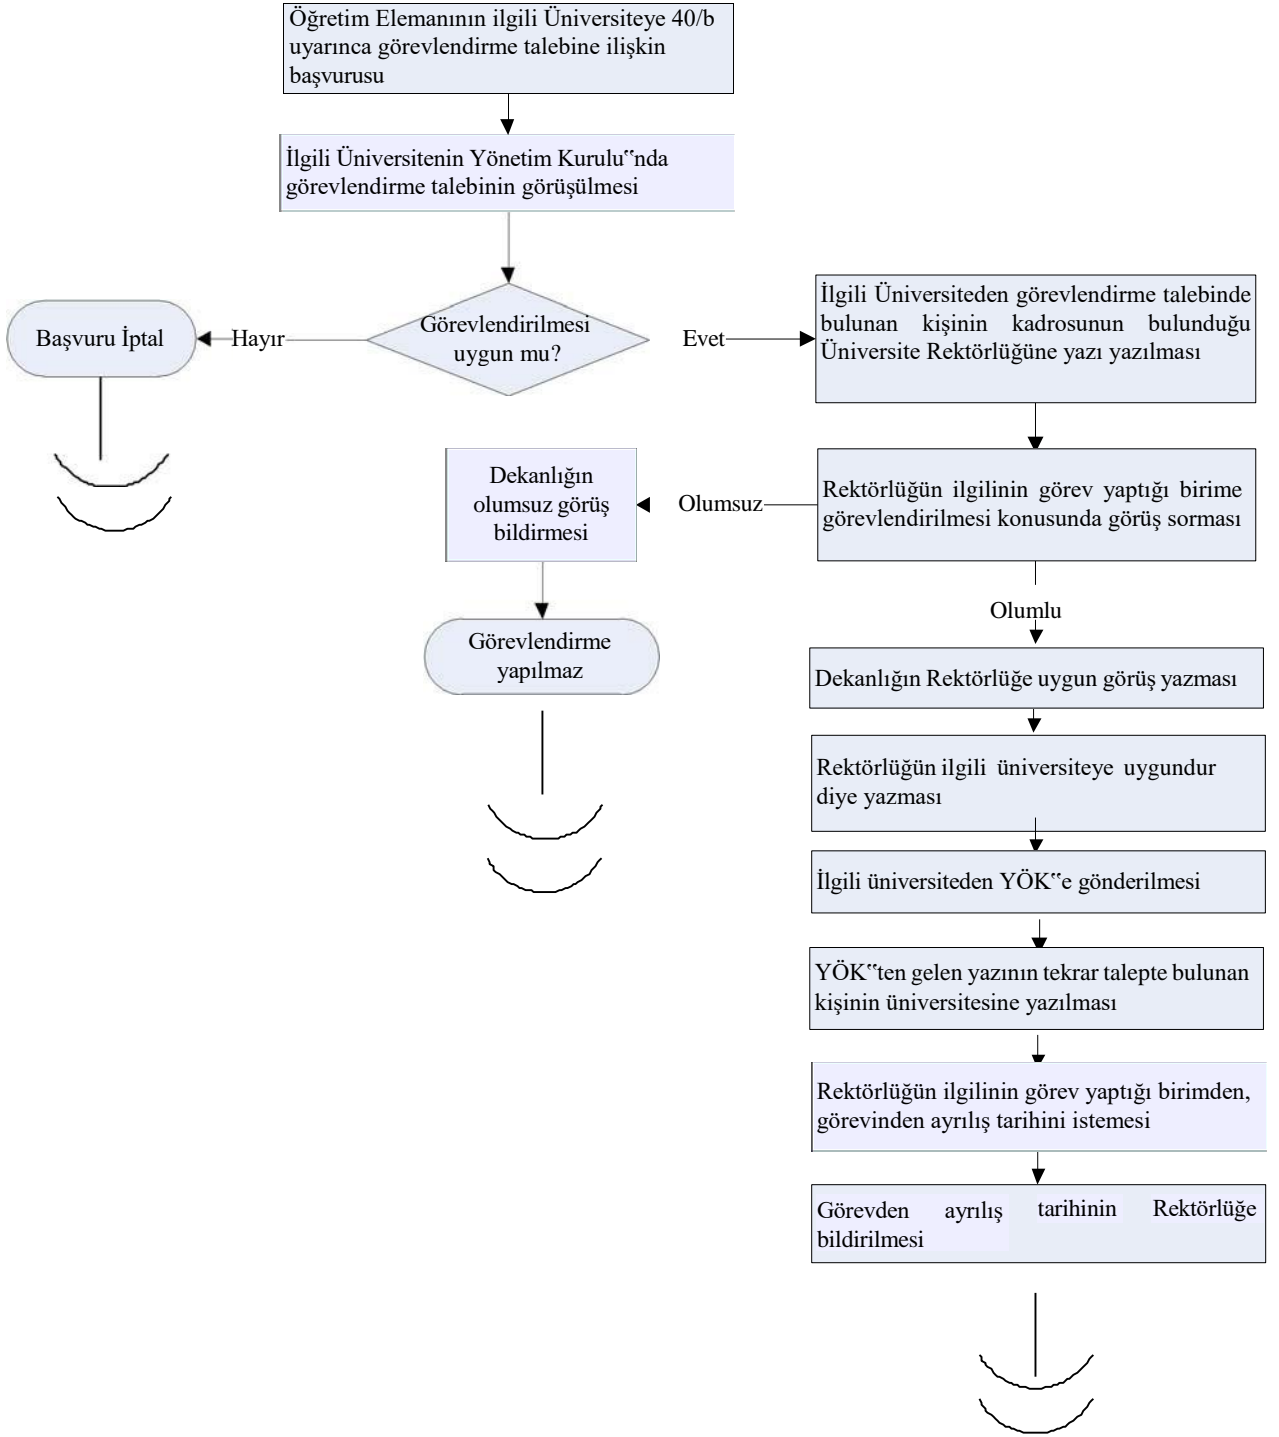 Öğretim Elemanının ilgili Üniversiteye 40/b
uyarınca görevlendirme talebine ilişkin
başvurusu
İlgili Üniversitenin Yönetim Kurulu‟nda
görevlendirme talebinin görüşülmesi
Görevlendirilmesi
uygun mu?
Hayır
Başvuru İptal
Evet
İlgili Üniversiteden görevlendirme talebinde
bulunan kişinin kadrosunun bulunduğu
Üniversite Rektörlüğüne yazı yazılması
Rektörlüğün ilgilinin görev yaptığı birime
görevlendirilmesi konusunda görüş sorması
Olumsuz
Dekanlığın
olumsuz görüş
bildirmesi
Görevlendirme
yapılmaz
Olumlu
Dekanlığın Rektörlüğe uygun görüş yazması
Rektörlüğün ilgili üniversiteye uygundur
diye yazması
İlgili üniversiteden YÖK‟e gönderilmesi
YÖK‟ten gelen yazının tekrar talepte bulunan
kişinin üniversitesine yazılması
Rektörlüğün ilgilinin görev yaptığı birimden,
görevinden ayrılış tarihini istemesi
Görevden ayrılış tarihinin Rektörlüğe
bildirilmesi